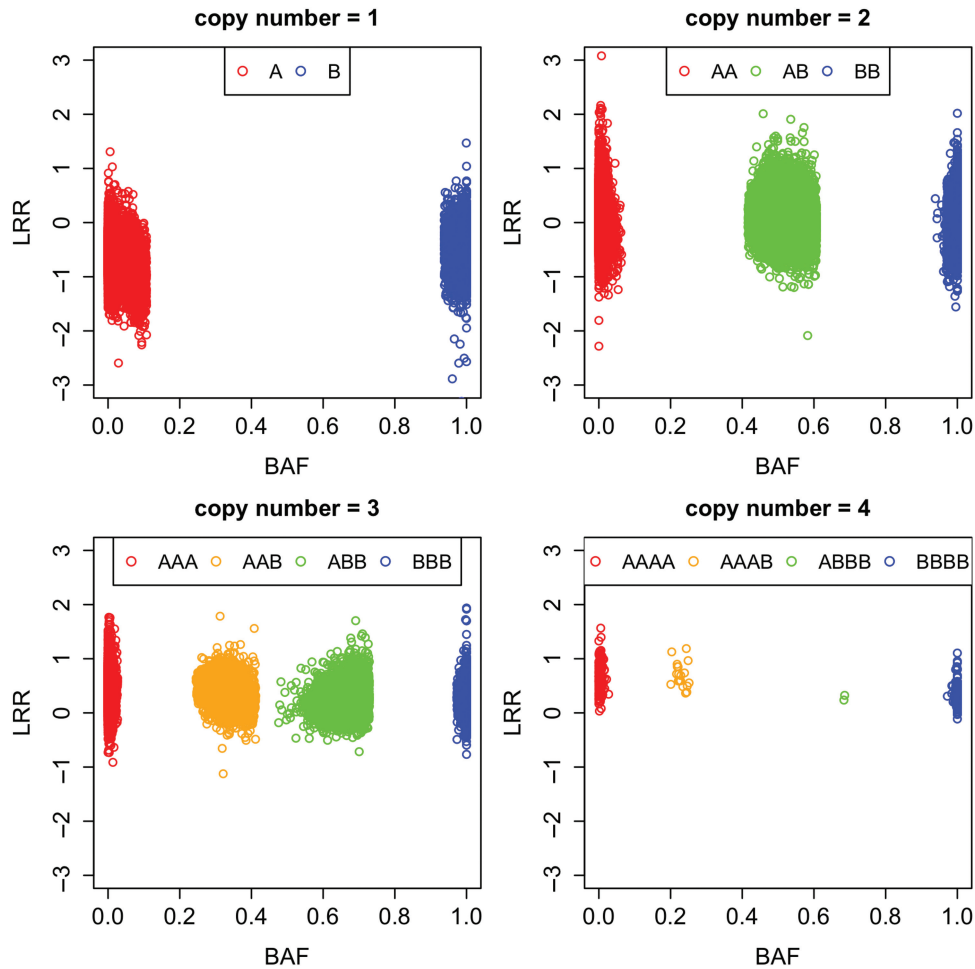 copy number = 1
A B
LRR
3
2
1
0
−1
−2
−3
0.0 0.2 0.4 0.6 0.8 1.0
BAF
copy number = 2
AA AB BB
LRR
3
2
1
0
−1
−2
−3
0.0 0.2 0.4 0.6 0.8 1.0
BAF
copy number = 3
AAA AAB ABB BBB
LRR
3
2
1
0
−1
−2
−3
0.0 0.2 0.4 0.6 0.8 1.0
BAF
copy number = 4
AAAA AAAB ABBB BBBB
LRR
3
2
1
0
−1
−2
−3
0.0 0.2 0.4 0.6 0.8 1.0
BAF